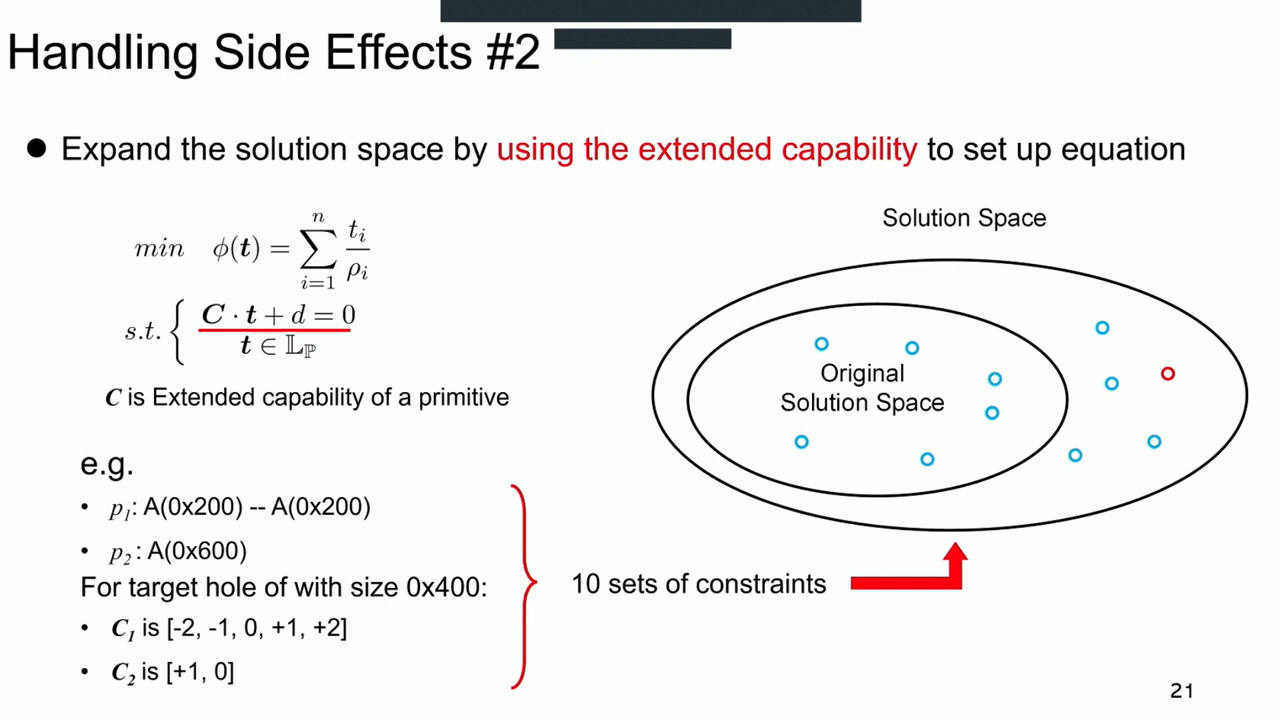 Handling Side Effects #2
● Expand the solution space by using the extended capability to set up equation
min ϕ(t) = ∑_{i=1}^{n} t_i/ρ_i
s.t. { C · t + d = 0
t ∈ 𝕃_ℙ
C is Extended capability of a primitive
e.g.
• p₁: A(0x200) -- A(0x200)
• p₂: A(0x600)
For target hole of with size 0x400:
• C₁ is [-2, -1, 0, +1, +2]
• C₂ is [+1, 0]
10 sets of constraints
Solution Space
Original
Solution Space
21